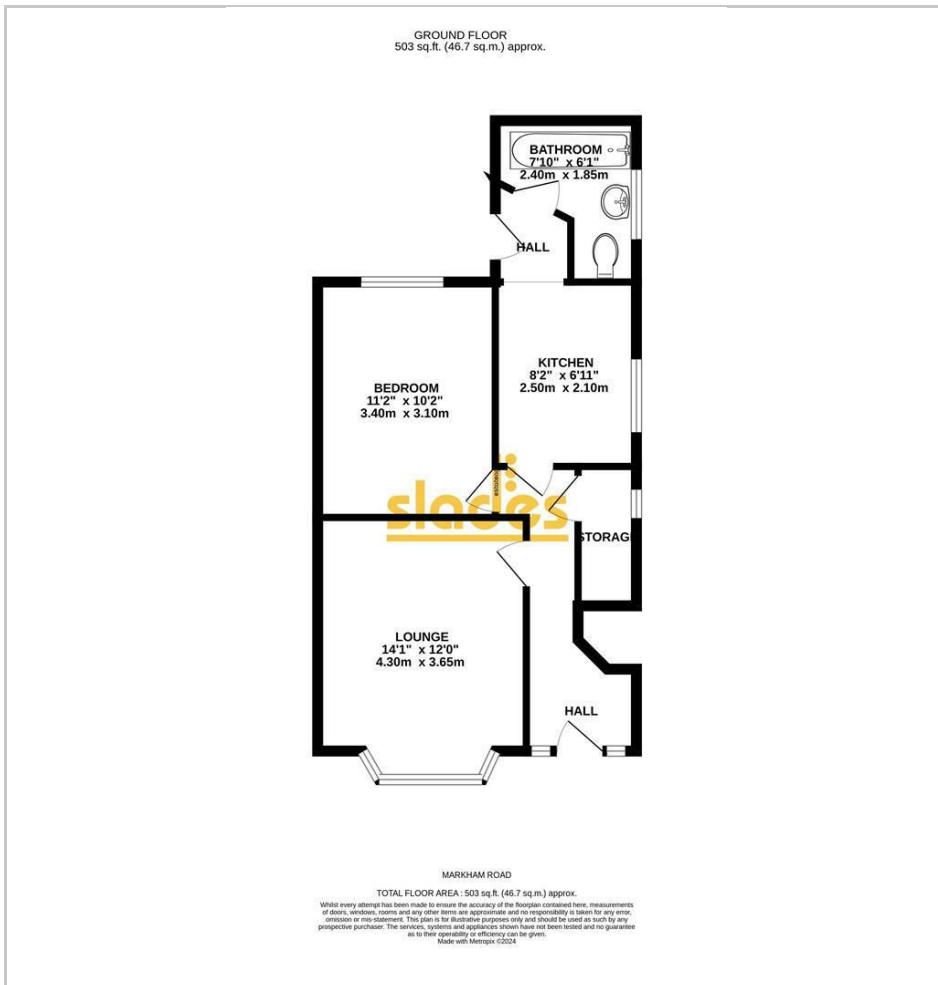 GROUND FLOOR
503 sq.ft. (46.7 sq.m.) approx.
BATHROOM
7'10" x 6'1"
2.40m x 1.85m
HALL
KITCHEN
8'2" x 6'11"
2.50m x 2.10m
BEDROOM
11'2" x 10'2"
3.40m x 3.10m
slades
STORAGE
LOUNGE
14'1" x 12'0"
4.30m x 3.65m
HALL
MARKHAM ROAD
TOTAL FLOOR AREA : 503 sq.ft. (46.7 sq.m.) approx.
Whilst every attempt has been made to ensure the accuracy of the floorplan contained here, measurements
of doors, windows, rooms and any other items are approximate and no responsibility is taken for any error,
omission or mis-statement. This plan is for illustrative purposes only and should be used as such by any
prospective purchaser. The services, systems and appliances shown have not been tested and no guarantee
as to their operability or efficiency can be given.
Made with Metropix ©2024